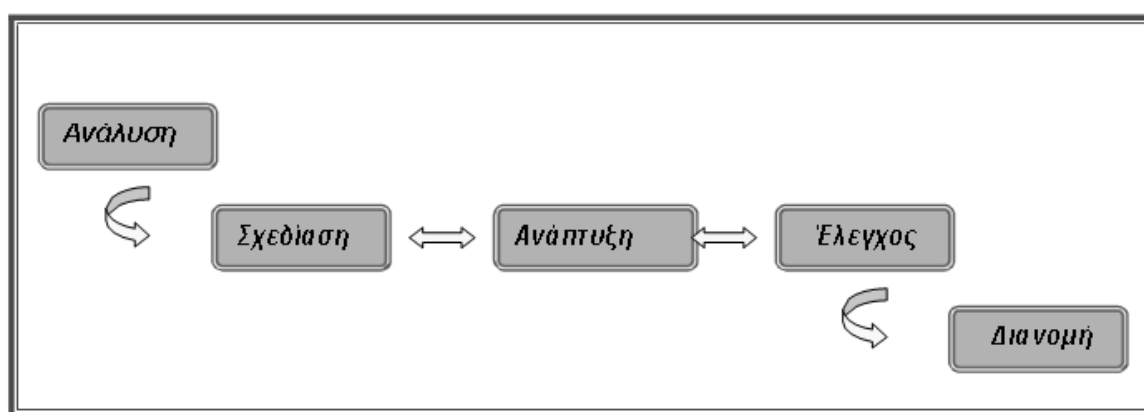 Ανάλυση
Σχεδίαση
Ανάπτυξη
Έλεγχος
Διανομή